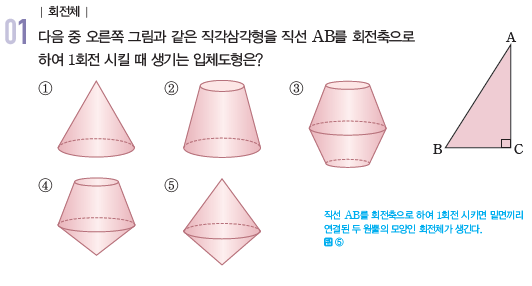 | 회전체 |
01
다음 중 오른쪽 그림과 같은 직각삼각형을 직선 AB를 회전축으로
하여 1회전 시킬 때 생기는 입체도형은?
① ② ③
④ ⑤
A
B C
직선 AB를 회전축으로 하여 1회전 시키면 밑면끼리
연결된 두 원뿔의 모양인 회전체가 생긴다.
답 ⑤